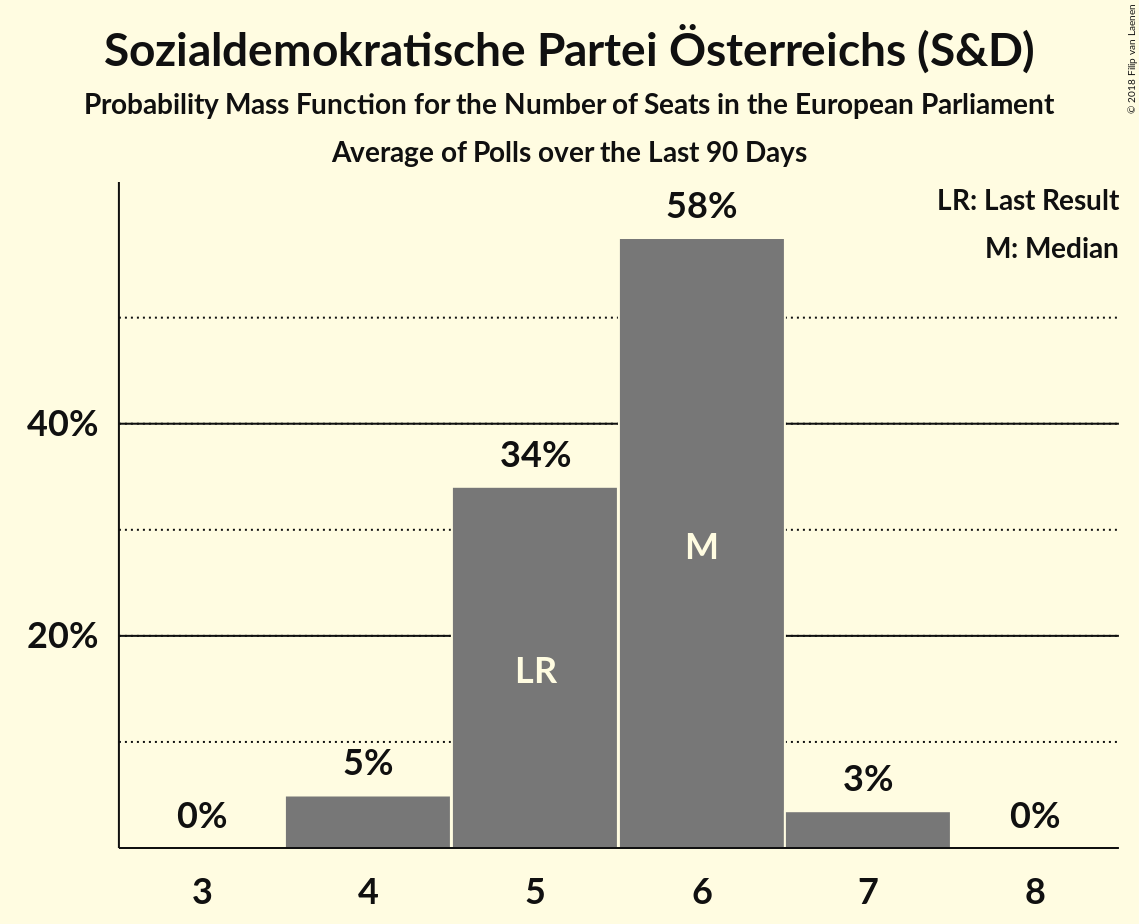 Sozialdemokratische Partei Österreichs (S&D)
Probability Mass Function for the Number of Seats in the European Parliament
Average of Polls over the Last 90 Days
© 2018 Filip van Laenen
LR: Last Result
M: Median
58%
40%
34%
M
20%
LR
5%
3%
0%
0%
3 4 5 6 7 8